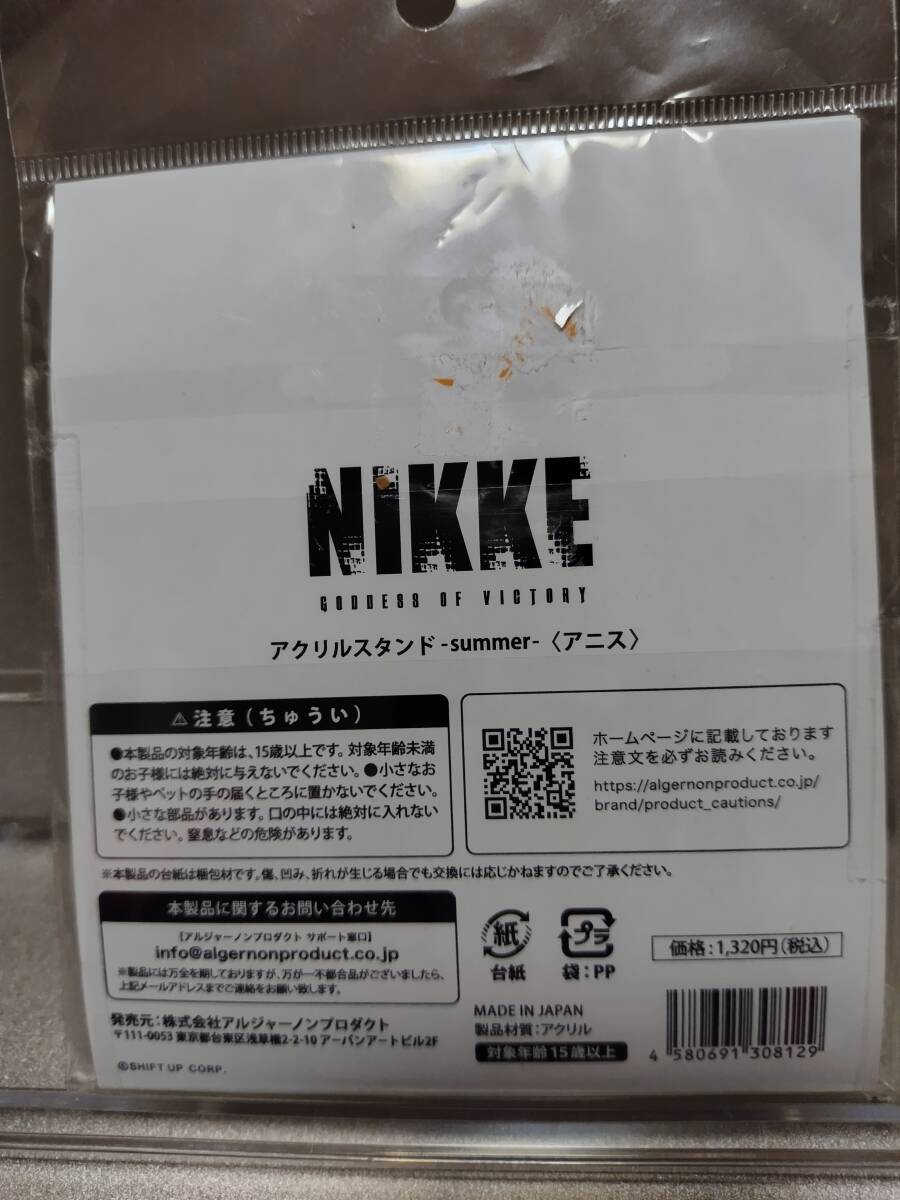 NIKKE
GODDESS OF VICTORY
アクリルスタンド -summer-〈アニス〉
⚠注意（ちゅうい）
●本製品の対象年齢は、15歳以上です。対象年齢未満
のお子様には絶対に与えないでください。●小さなお
子様やペットの手の届くところに置かないでください。
●小さな部品があります。口の中には絶対に入れない
でください。窒息などの危険があります。
ホームページに記載しております
注意文を必ずお読みください。
https://algernonproduct.co.jp/
brand/product_cautions/
※本製品の台紙は梱包材です。傷、凹み、折れが生じる場合でも交換には応じかねますのでご了承ください。
本製品に関するお問い合わせ先
【アルジャーノンプロダクト サポート窓口】
info@algernonproduct.co.jp
※製品には万全を期しておりますが、万が一不都合品がございましたら、
上記メールアドレスまでご連絡をお願い致します。
発売元：株式会社アルジャーノンプロダクト
〒111-0053 東京都台東区浅草橋2-2-10 アーバンアートビル2F
©SHIFT UP CORP.
紙
台紙
プラ
袋：PP
MADE IN JAPAN
製品材質：アクリル
対象年齢15歳以上
価格：1,320円（税込）
4 580691 308129